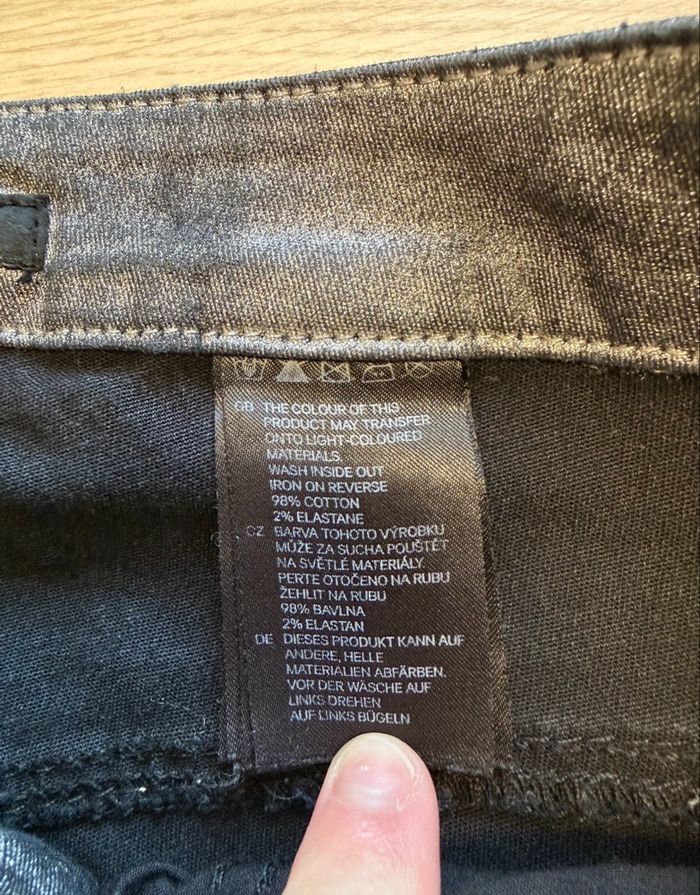 GB THE COLOUR OF THIS
PRODUCT MAY TRANSFER
ONTO LIGHT-COLOURED
MATERIALS.
WASH INSIDE OUT
IRON ON REVERSE
98% COTTON
2% ELASTANE
CZ BARVA TOHOTO VÝROBKU
MŮŽE ZA SUCHA POUŠTĚT
NA SVĚTLÉ MATERIÁLY.
PERTE OTOČENO NA RUBU
ŽEHLIT NA RUBU
98% BAVLNA
2% ELASTAN
DE DIESES PRODUKT KANN AUF
ANDERE, HELLE
MATERIALIEN ABFÄRBEN.
VOR DER WÄSCHE AUF
LINKS DREHEN
AUF LINKS BÜGELN